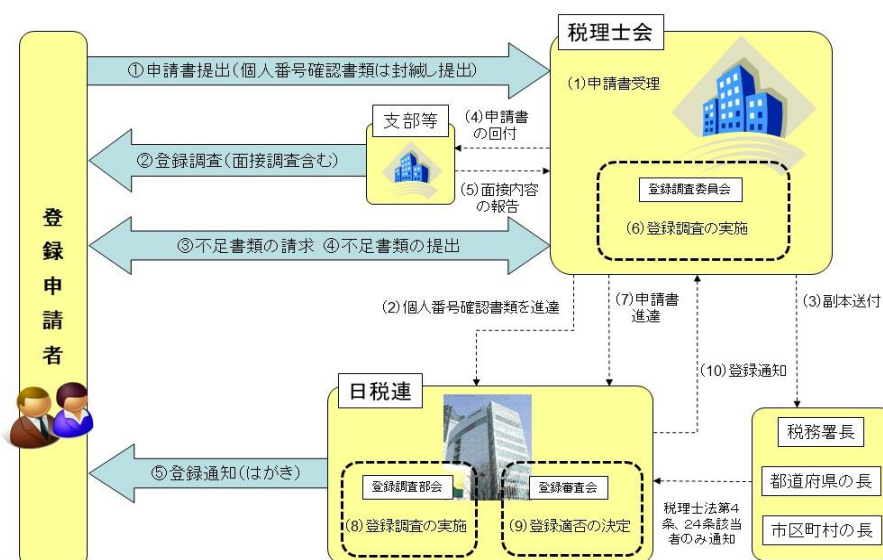 税理士会
①申請書提出(個人番号確認書類は封緘し提出)
(1)申請書受理
支部等
(4)申請書
の回付
②登録調査(面接調査含む)
(5)面接内容
の報告
登録調査委員会
(6)登録調査の実施
③不足書類の請求 ④不足書類の提出
登録申請者
(2)個人番号確認書類を進達
(7)申請書
進達
(3)副本送付
(10)登録通知
日税連
税務署長
⑤登録通知(はがき)
登録調査部会
(8)登録調査の実施
登録審査会
(9)登録適否の決定
税理士法第4
条、24条該当
者のみ通知
都道府県の長
市区町村の長